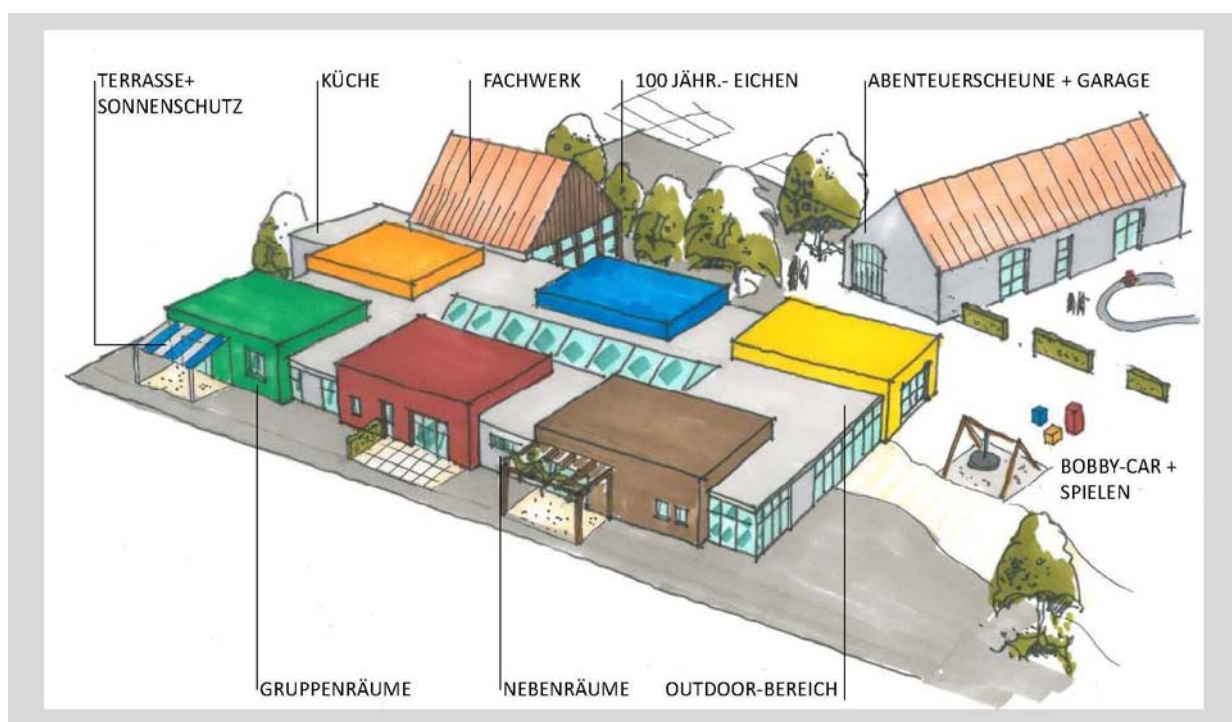 TERRASSE+
SONNENSCHUTZ
KÜCHE
FACHWERK
100 JÄHR.- EICHEN
ABENTEUERSCHEUNE + GARAGE
BOBBY-CAR +
SPIELEN
GRUPPENRÄUME
NEBENRÄUME
OUTDOOR-BEREICH